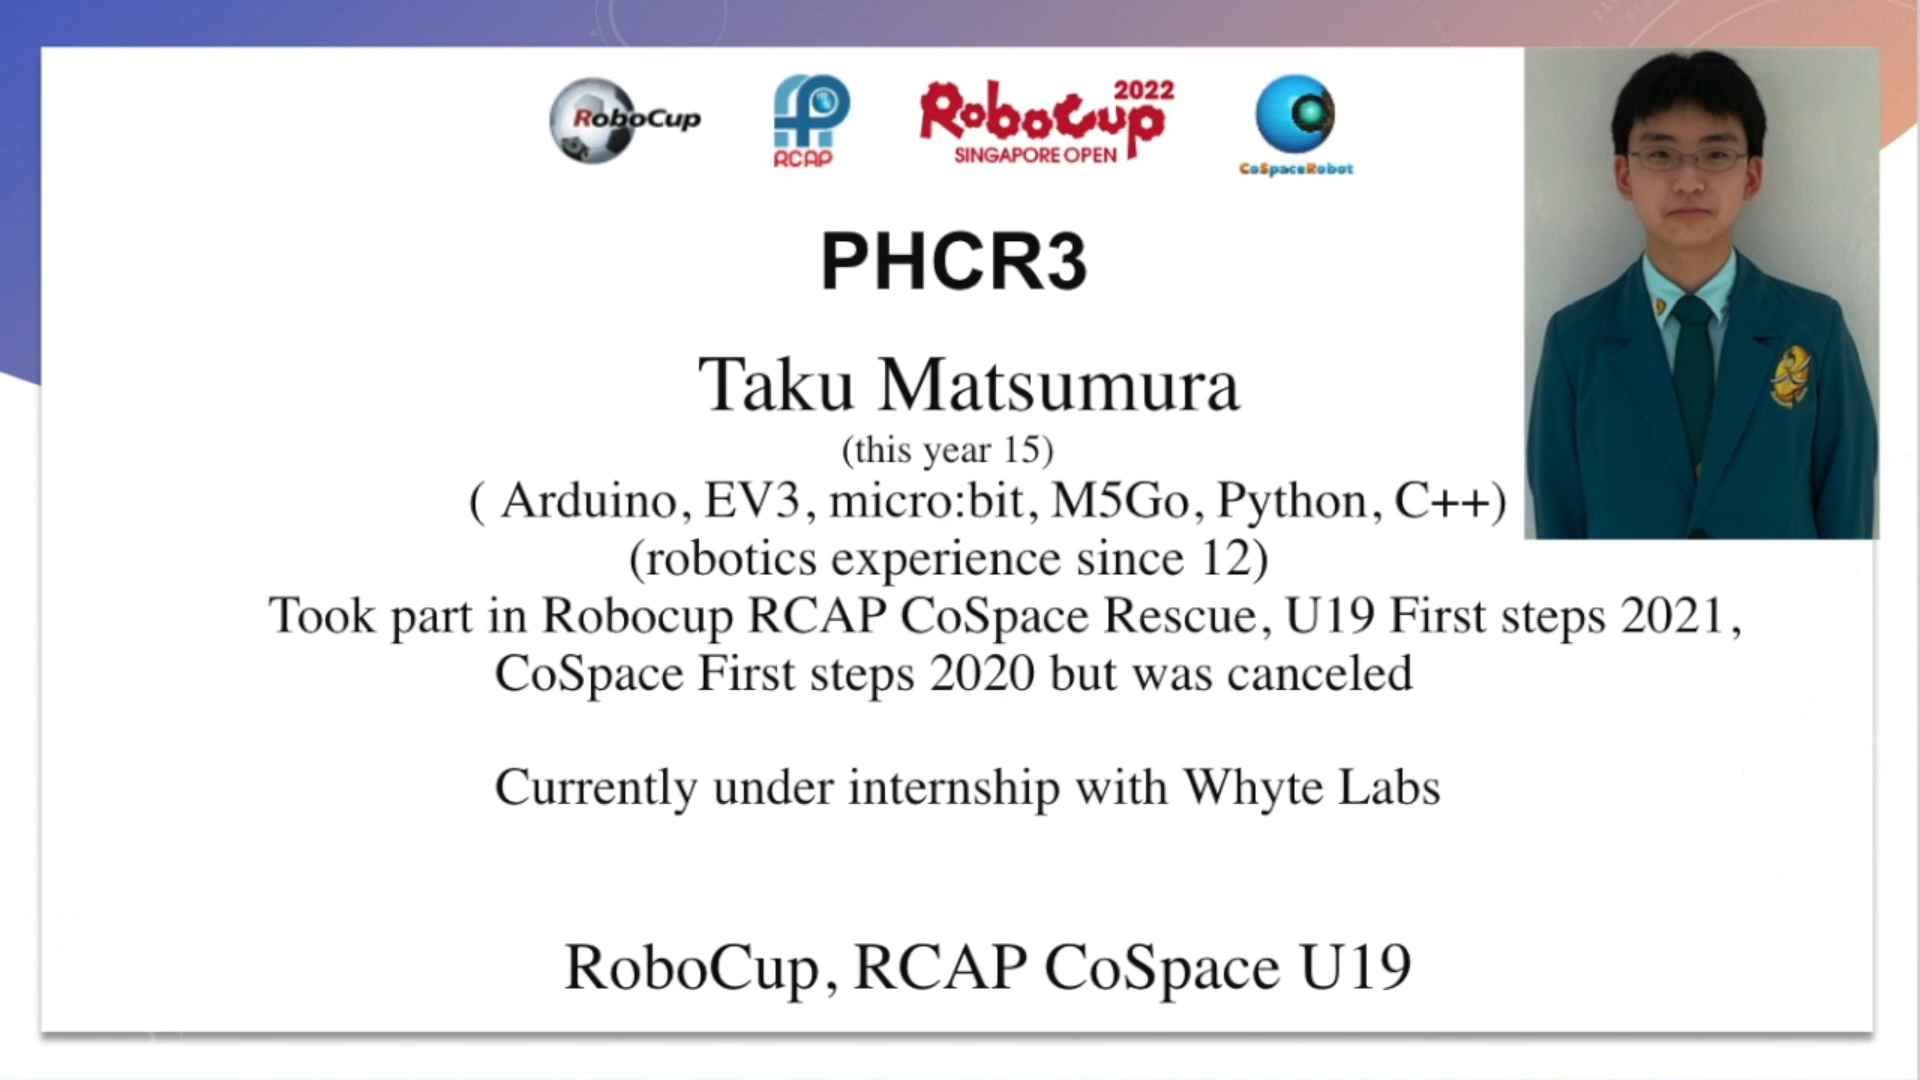 RoboCup
RCAP
RoboCup 2022
SINGAPORE OPEN
CoSpaceRobot
PHCR3
Taku Matsumura
(this year 15)
( Arduino, EV3, micro:bit, M5Go, Python, C++)
(robotics experience since 12)
Took part in Robocup RCAP CoSpace Rescue, U19 First steps 2021,
CoSpace First steps 2020 but was canceled
Currently under internship with Whyte Labs
RoboCup, RCAP CoSpace U19